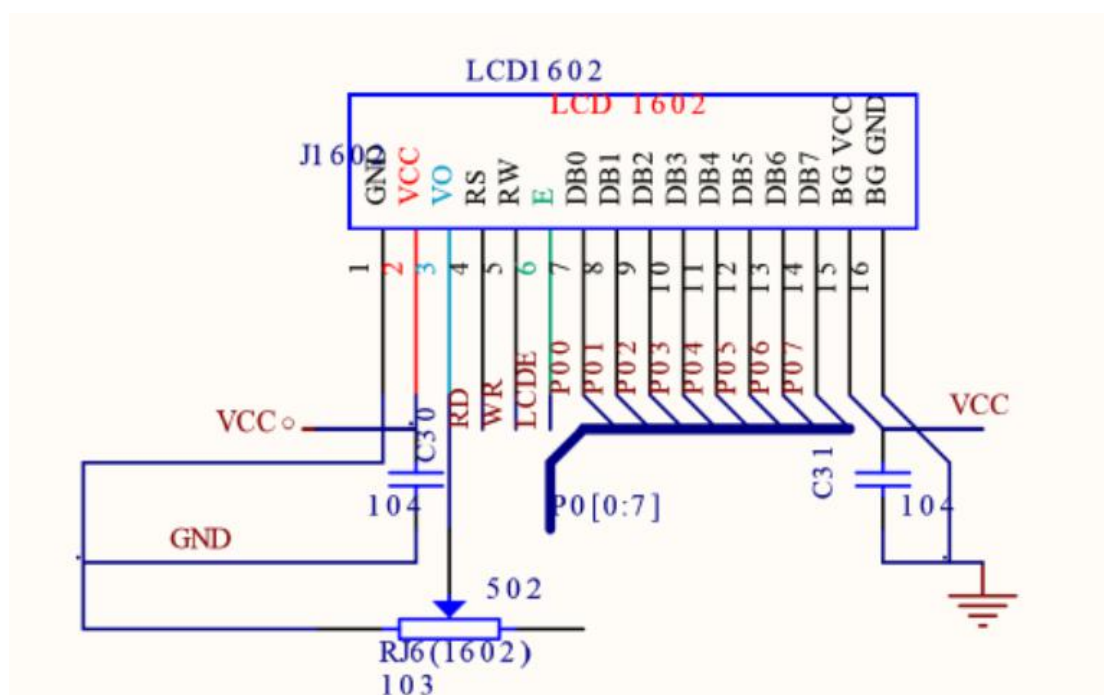 LCD1602
LCD 1602
J1602
GND VCC VO RS RW E DB0 DB1 DB2 DB3 DB4 DB5 DB6 DB7 BG VCC BG GND
1 2 3 4 5 6 7 8 9 10 11 12 13 14 15 16
RD WR LCDE P00 P01 P02 P03 P04 P05 P06 P07
VCC
C30
VCC
C31
104
P0[0:7]
104
GND
502
RJ6(1602)
103